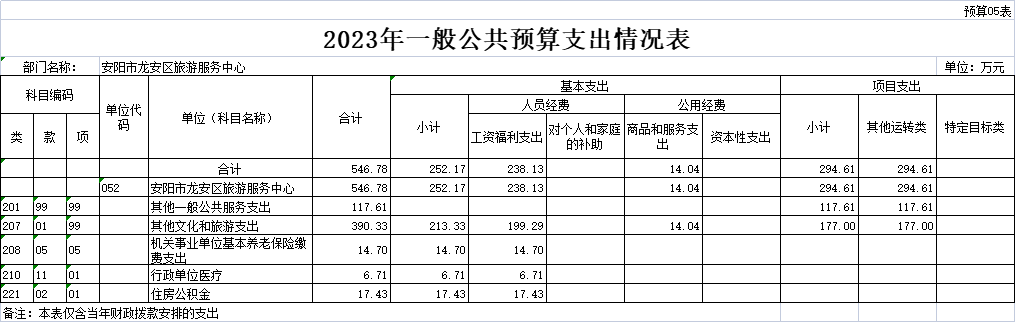 预算05表
2023年一般公共预算支出情况表
部门名称： 安阳市龙安区旅游服务中心 单位：万元
科目编码 单位代码 单位（科目名称） 合计 基本支出 项目支出
小计 人员经费 公用经费 小计 其他运转类 特定目标类
类 款 项 工资福利支出 对个人和家庭的补助 商品和服务支出 资本性支出
合计 546.78 252.17 238.13 14.04 294.61 294.61
052 安阳市龙安区旅游服务中心 546.78 252.17 238.13 14.04 294.61 294.61
201 99 99 其他一般公共服务支出 117.61 117.61 117.61
207 01 99 其他文化和旅游支出 390.33 213.33 199.29 14.04 177.00 177.00
208 05 05 机关事业单位基本养老保险缴费支出 14.70 14.70 14.70
210 11 01 行政单位医疗 6.71 6.71 6.71
221 02 01 住房公积金 17.43 17.43 17.43
备注：本表仅含当年财政拨款安排的支出